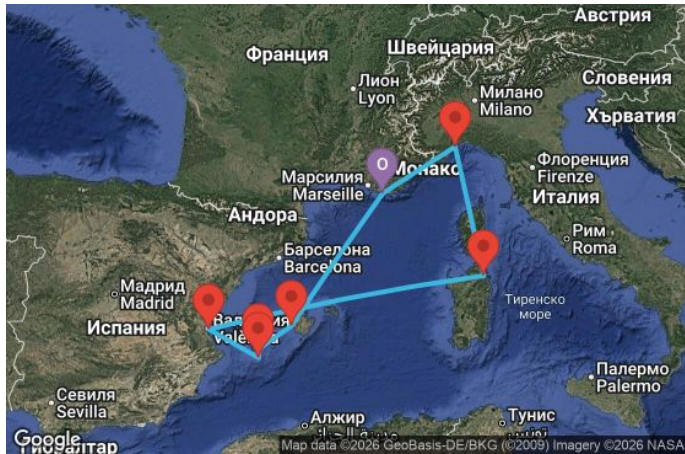 Австрия
Швейцария
Франция
Словения
Лион
Lyon
Милано
Milano
Хърватия
Монако
Флоренция
Firenze
Марсилия
Marseille
Италия
Андора
Рим
Roma
Барселона
Barcelona
Мадрид
Madrid
Тиренско
море
Испания
València
Палермо
Palermo
Севиля
Sevilla
Алжир
Тунис
Google
Map data ©2026 GeoBasis-DE/BKG (©2009) Imagery ©2026 NASA
O